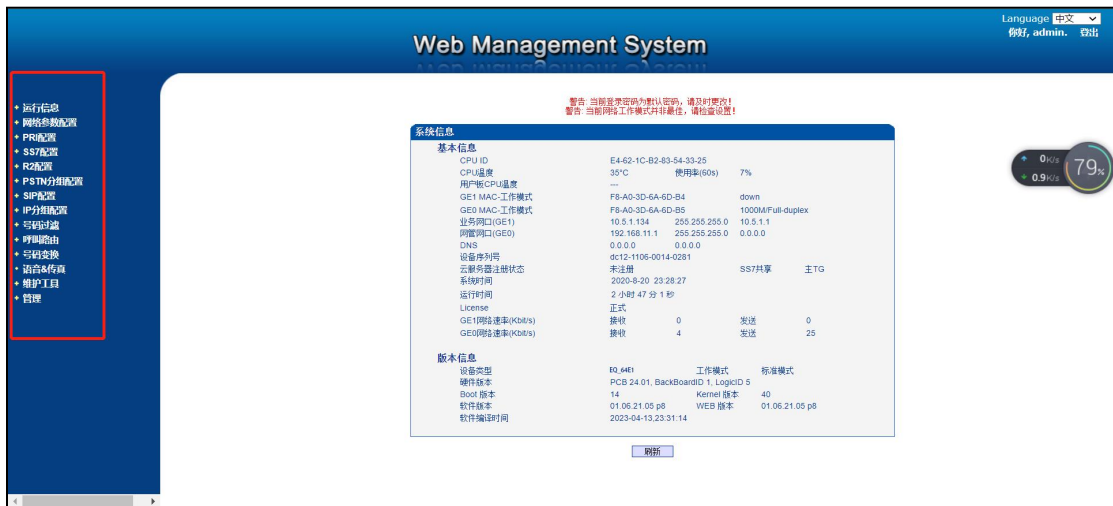 Language 中文
你好, admin. 登出
Web Management System
+ 运行信息
+ 网络参数配置
+ PRI配置
+ SS7配置
+ R2配置
+ PSTN分组配置
+ SIP配置
+ IP分组配置
+ 号码过滤
+ 呼叫路由
+ 号码变换
· 语音&传真
+ 维护工具
+ 管理
警告: 当前登录密码为默认密码，请及时更改!
警告: 当前网络工作模式并非最佳，请检查设置!
系统信息
基本信息
CPU ID E4-62-1C-B2-83-54-33-25
CPU温度 35°C 使用率(60s) 7%
用户板CPU温度 ---
GE1 MAC-工作模式 F8-A0-3D-6A-6D-B4 down
GE0 MAC-工作模式 F8-A0-3D-6A-6D-B5 1000M/Full-duplex
业务网口(GE1) 10.5.1.134 255.255.255.0 10.5.1.1
网管网口(GE0) 192.168.11.1 255.255.255.0 0.0.0.0
DNS 0.0.0.0 0.0.0.0
设备序列号 dc12-1106-0014-0281
云服务器注册状态 未注册 SS7共享 主TG
系统时间 2020-8-20 23:28:27
运行时间 2 小时 47 分 1 秒
License 正式
GE1网络速率(Kbit/s) 接收 0 发送 0
GE0网络速率(Kbit/s) 接收 4 发送 25
版本信息
设备类型 EQ_64E1 工作模式 标准模式
硬件版本 PCB 24.01, BackBoardID 1, LogicID 5
Boot 版本 14 Kernel 版本 40
软件版本 01.06.21.05 p8 WEB 版本 01.06.21.05 p8
软件编译时间 2023-04-13,23:31:14
刷新
0K/s
0.9K/s
79%